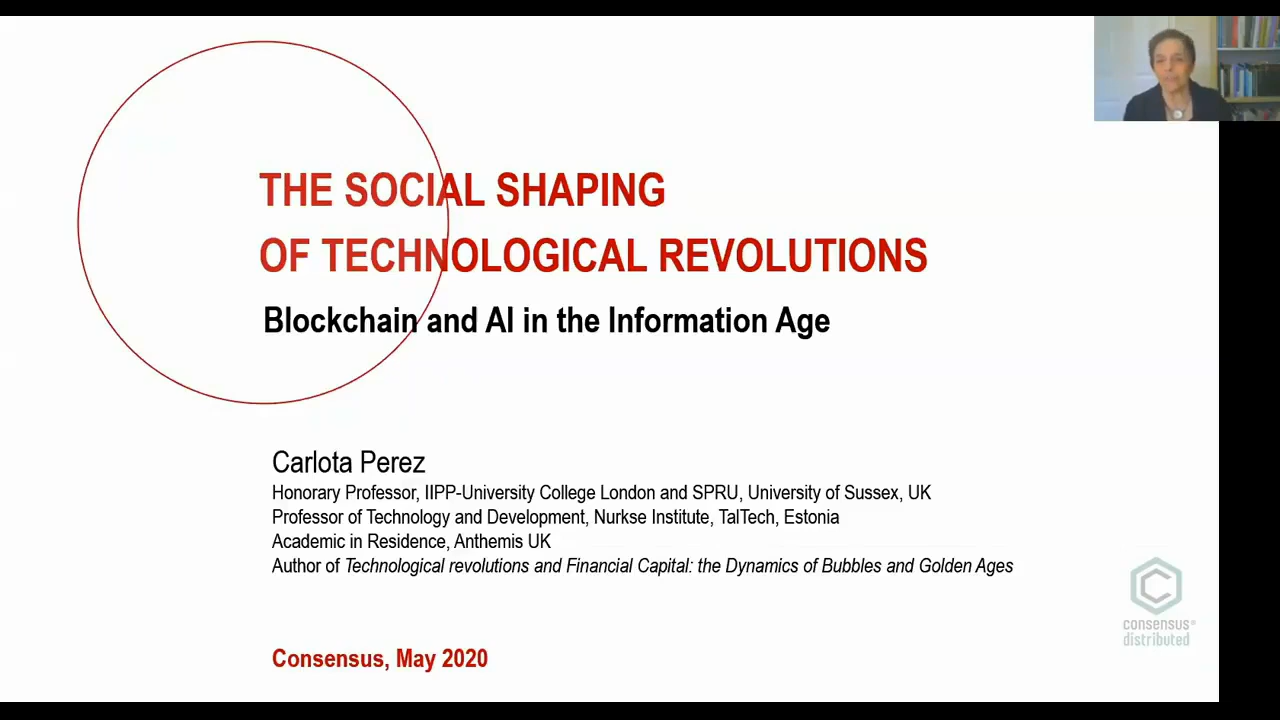 THE SOCIAL SHAPING
OF TECHNOLOGICAL REVOLUTIONS
Blockchain and AI in the Information Age
Carlota Perez
Honorary Professor, IIPP-University College London and SPRU, University of Sussex, UK
Professor of Technology and Development, Nurkse Institute, TalTech, Estonia
Academic in Residence, Anthemis UK
Author of Technological revolutions and Financial Capital: the Dynamics of Bubbles and Golden Ages
consensus®
distributed
Consensus, May 2020